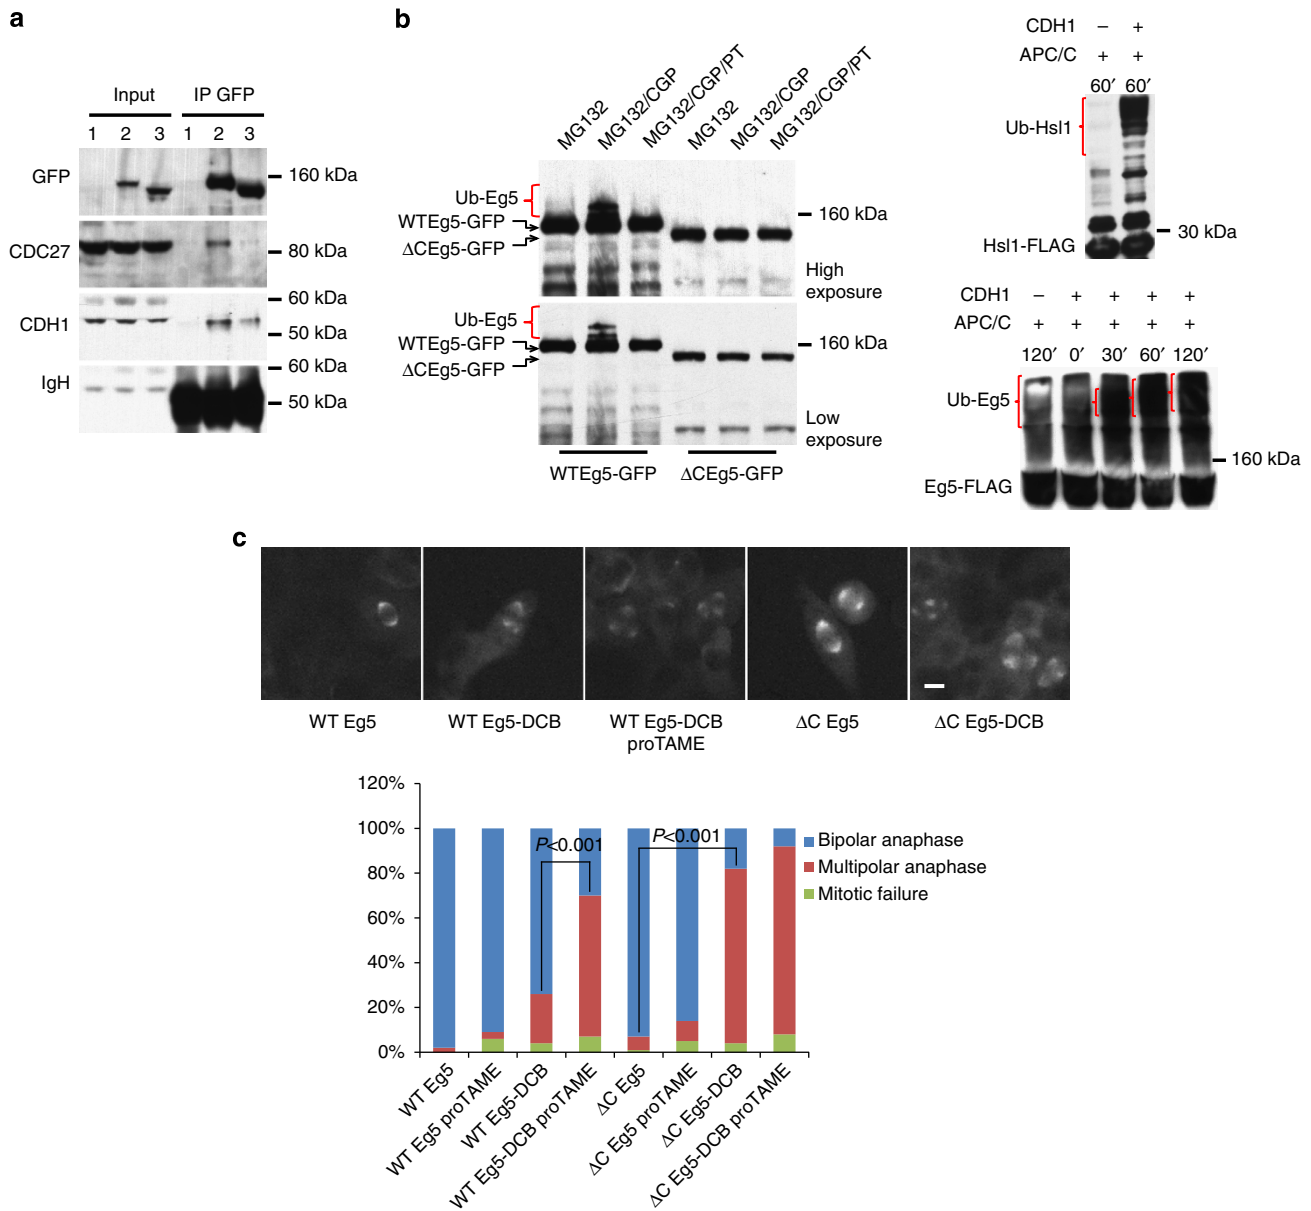 a
Input IP GFP
1 2 3 1 2 3
GFP
160 kDa
CDC27
80 kDa
60 kDa
CDH1
50 kDa
60 kDa
IgH
50 kDa
b
MG132
MG132/CGP
MG132/CGP/PT
MG132
MG132/CGP
MG132/CGP/PT
Ub-Eg5
WTEg5-GFP
ΔCEg5-GFP
160 kDa
High
exposure
Ub-Eg5
WTEg5-GFP
ΔCEg5-GFP
160 kDa
Low
exposure
WTEg5-GFP ΔCEg5-GFP
CDH1 – +
APC/C + +
60′ 60′
Ub-Hsl1
30 kDa
Hsl1-FLAG
CDH1 – + + + +
APC/C + + + + +
120′ 0′ 30′ 60′ 120′
Ub-Eg5
160 kDa
Eg5-FLAG
c
WT Eg5
WT Eg5-DCB
WT Eg5-DCB
proTAME
ΔC Eg5
ΔC Eg5-DCB
120%
100%
80%
60%
40%
20%
0%
P<0.001
P<0.001
Bipolar anaphase
Multipolar anaphase
Mitotic failure
WT Eg5
WT Eg5 proTAME
WT Eg5-DCB
WT Eg5-DCB proTAME
ΔC Eg5
ΔC Eg5 proTAME
ΔC Eg5-DCB
ΔC Eg5-DCB proTAME